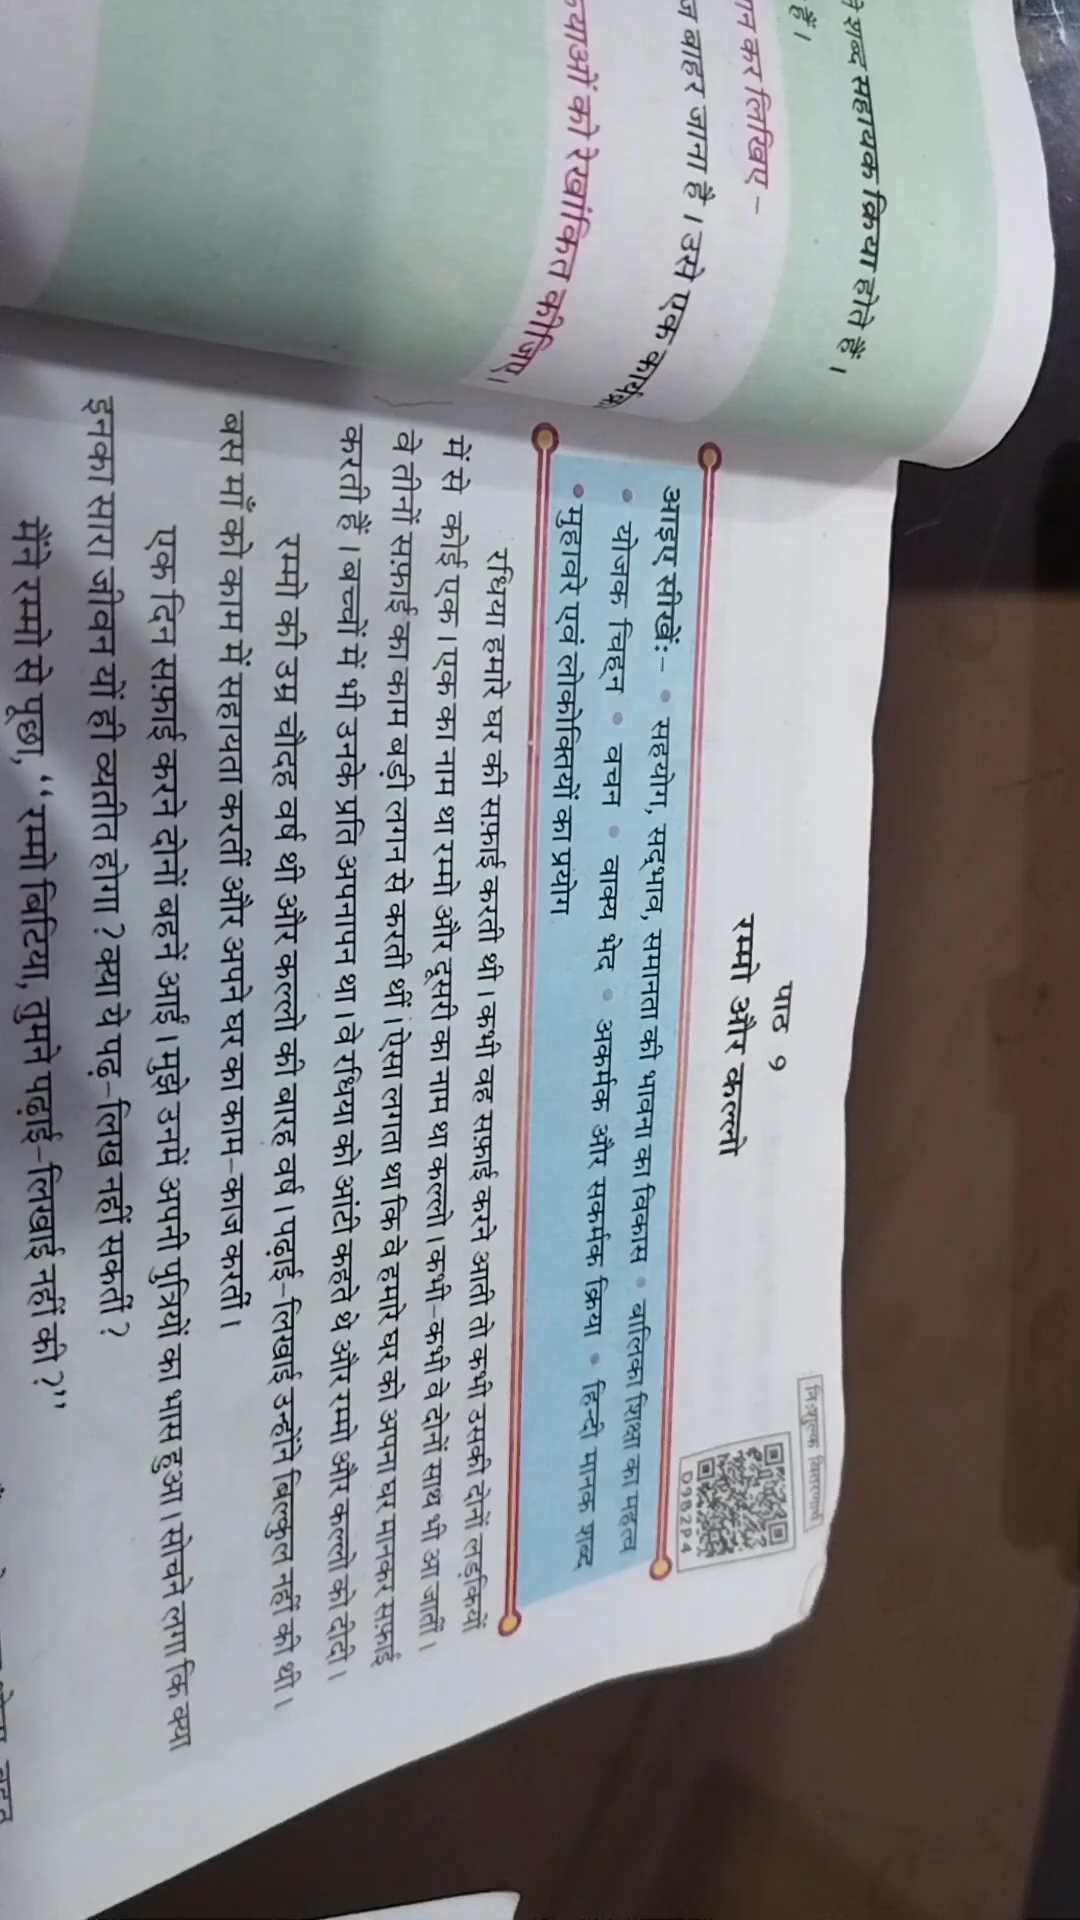 शब्द सहायक क्रिया होते हैं ।
हैं ।
कर लिखिए –
बाहर जाना है । उसे एक
को रेखांकित कीजिए।
निःशुल्क वितरणार्थ
D9B2P4
पाठ 9
रम्मो और कल्लो
आइए सीखें:– • सहयोग, सद्‌भाव, समानता की भावना का विकास • बालिका शिक्षा का महत्व
• योजक चिह्‌न • वचन • वाक्य भेद • अकर्मक और सकर्मक क्रिया • हिन्दी मानक शब्द
• मुहावरे एवं लोकोक्तियों का प्रयोग
रधिया हमारे घर की सफ़ाई करती थी । कभी वह सफ़ाई करने आती तो कभी उसकी दोनों लड़कियों
में से कोई एक । एक का नाम था रम्मो और दूसरी का नाम था कल्लो । कभी–कभी वे दोनों साथ भी आ जातीं ।
वे तीनों सफ़ाई का काम बड़ी लगन से करती थीं । ऐसा लगता था कि वे हमारे घर को अपना घर मानकर सफ़ाई
करती हैं । बच्चों में भी उनके प्रति अपनापन था । वे रधिया को आंटी कहते थे और रम्मो और कल्लो को दीदी ।
रम्मो की उम्र चौदह वर्ष थी और कल्लो की बारह वर्ष । पढ़ाई–लिखाई उन्होंने बिल्कुल नहीं की थी ।
बस माँ को काम में सहायता करतीं और अपने घर का काम–काज करतीं ।
एक दिन सफ़ाई करने दोनों बहनें आईं । मुझे उनमें अपनी पुत्रियों का भास हुआ । सोचने लगा कि क्या
इनका सारा जीवन यों ही व्यतीत होगा ? क्या ये पढ़–लिख नहीं सकतीं ?
मैंने रम्मो से पूछा, ‘‘रम्मो बिटिया, तुमने पढ़ाई–लिखाई नहीं की ?’’